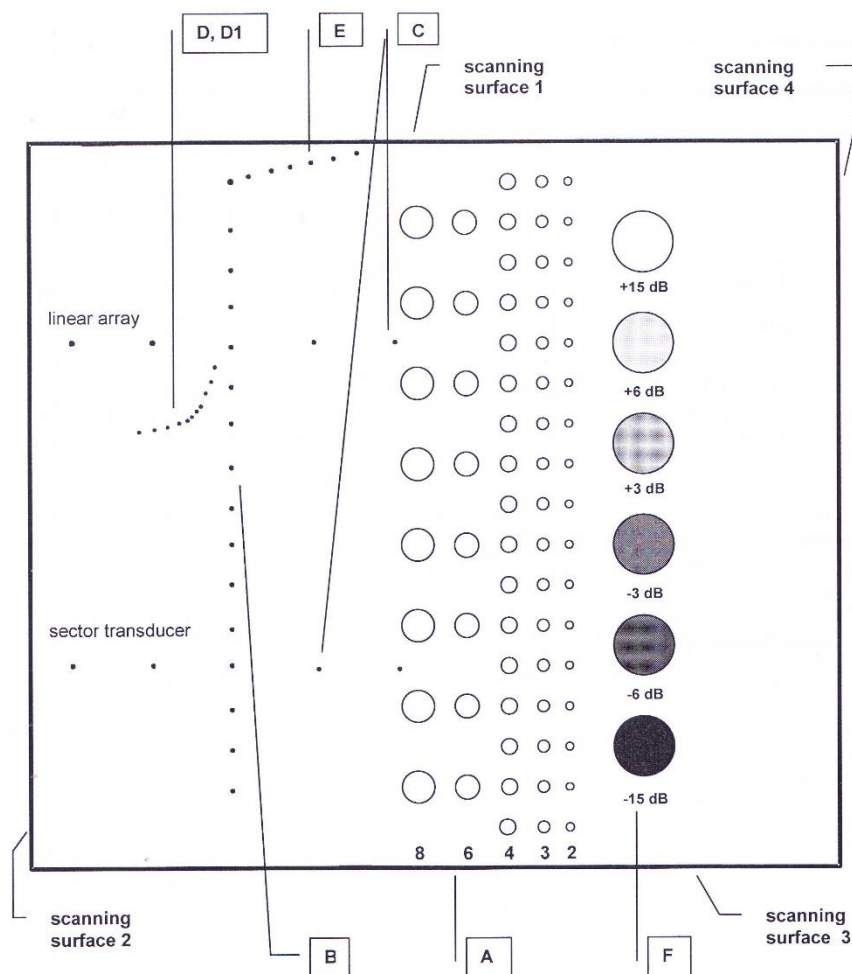 D, D1
E
C
scanning
surface 1
scanning
surface 4
+15 dB
linear array
+6 dB
+3 dB
-3 dB
sector transducer
-6 dB
-15 dB
8 6 4 3 2
scanning
surface 2
scanning
surface 3
B
A
F